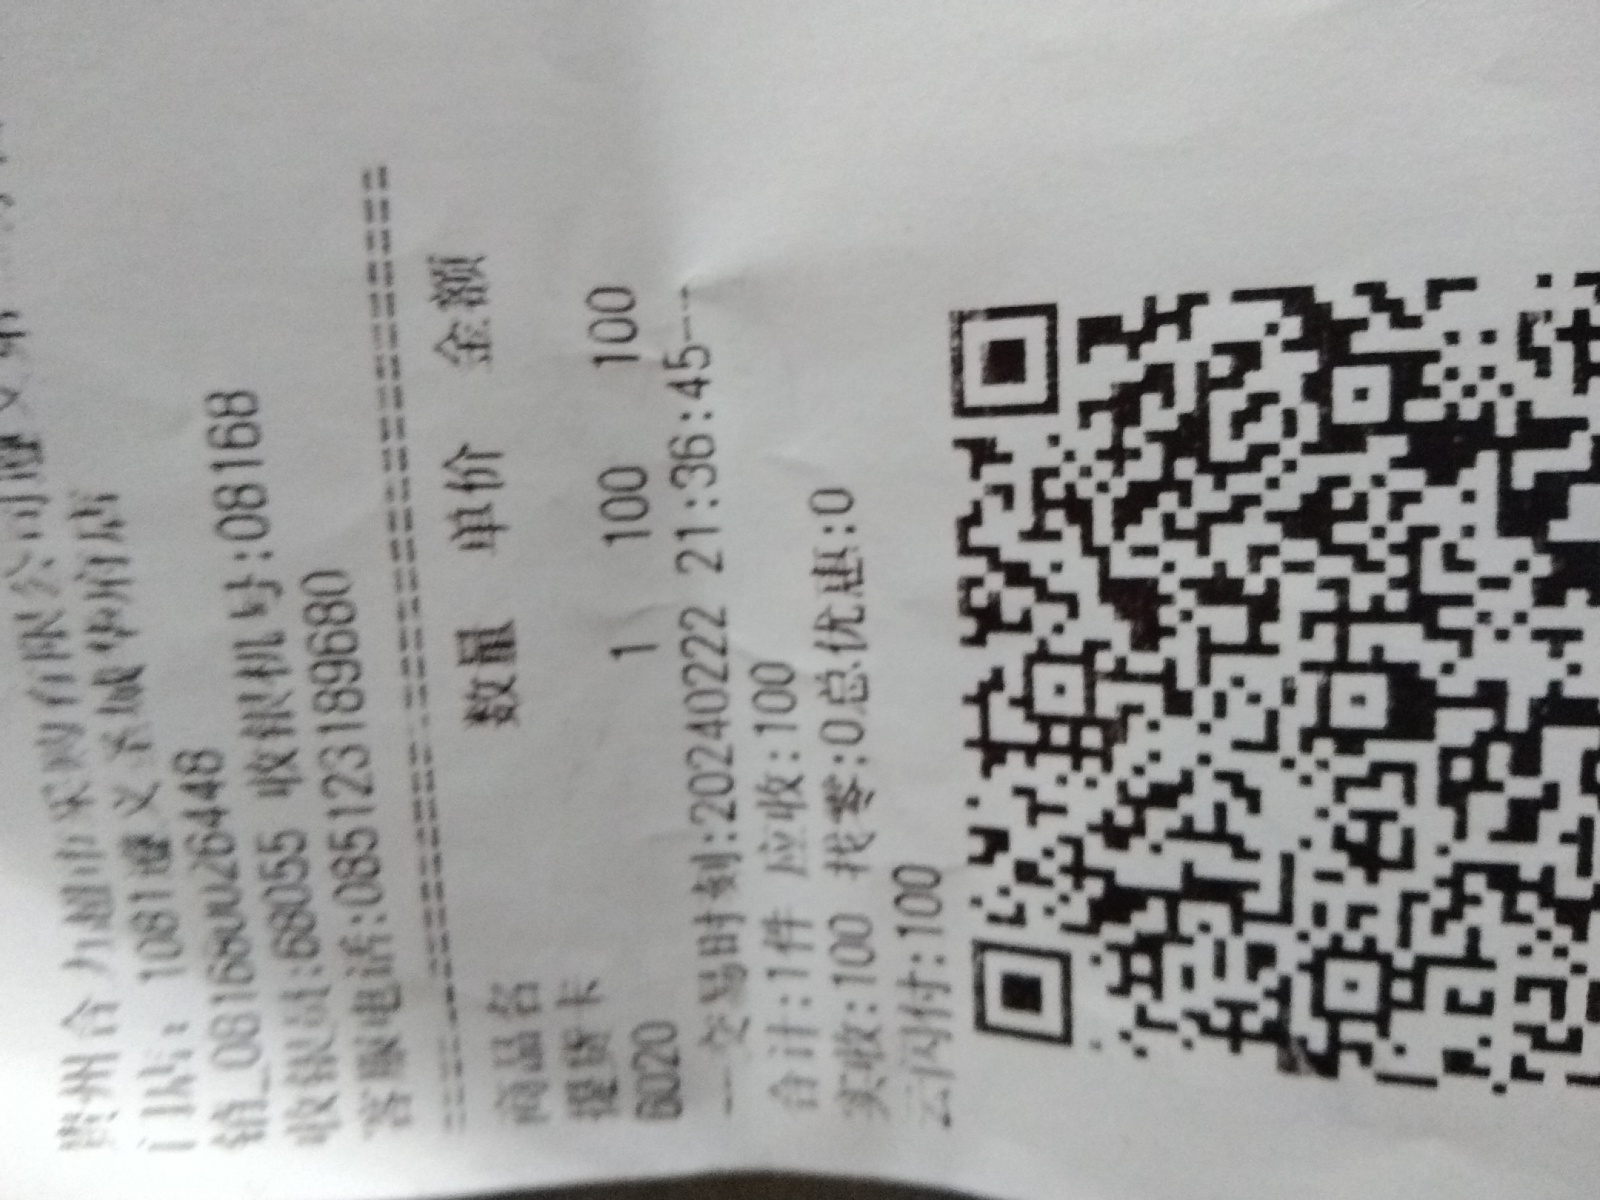 贵州合力超市采购有限公司遵义
门店: 1081遵义圣城华府店
销_0816800026448
收银员:68055 收银机号:08168
客服电话:085123189680
商品名 数量 单价 金额
提货卡
6020 1 100 100
---交易时刻:20240222 21:36:45---
合计:1件 应收:100
实收:100 找零:0总优惠:0
云闪付:100